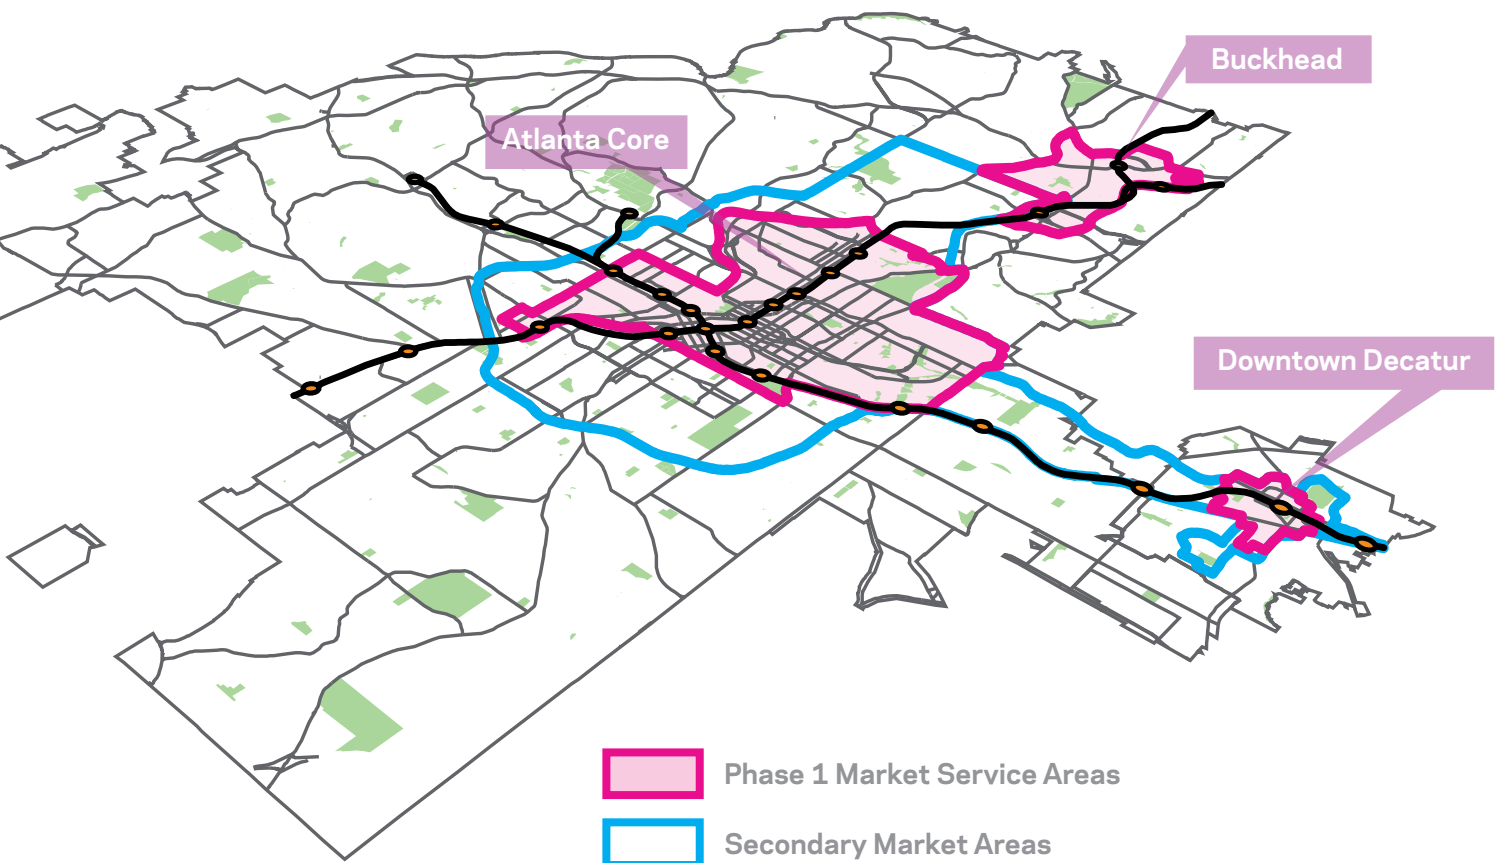 Buckhead
Atlanta Core
Downtown Decatur
Phase 1 Market Service Areas
Secondary Market Areas